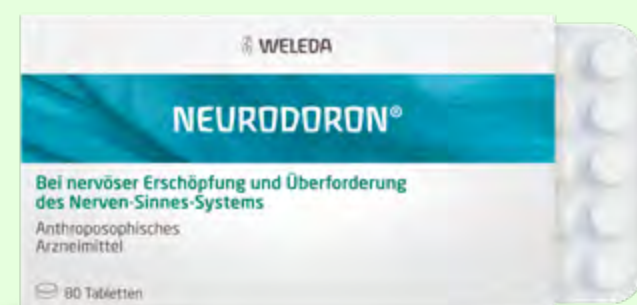 WELEDA
NEURODORON®
Bei nervöser Erschöpfung und Überforderung
des Nerven-Sinnes-Systems
Anthroposophisches
Arzneimittel
80 Tabletten